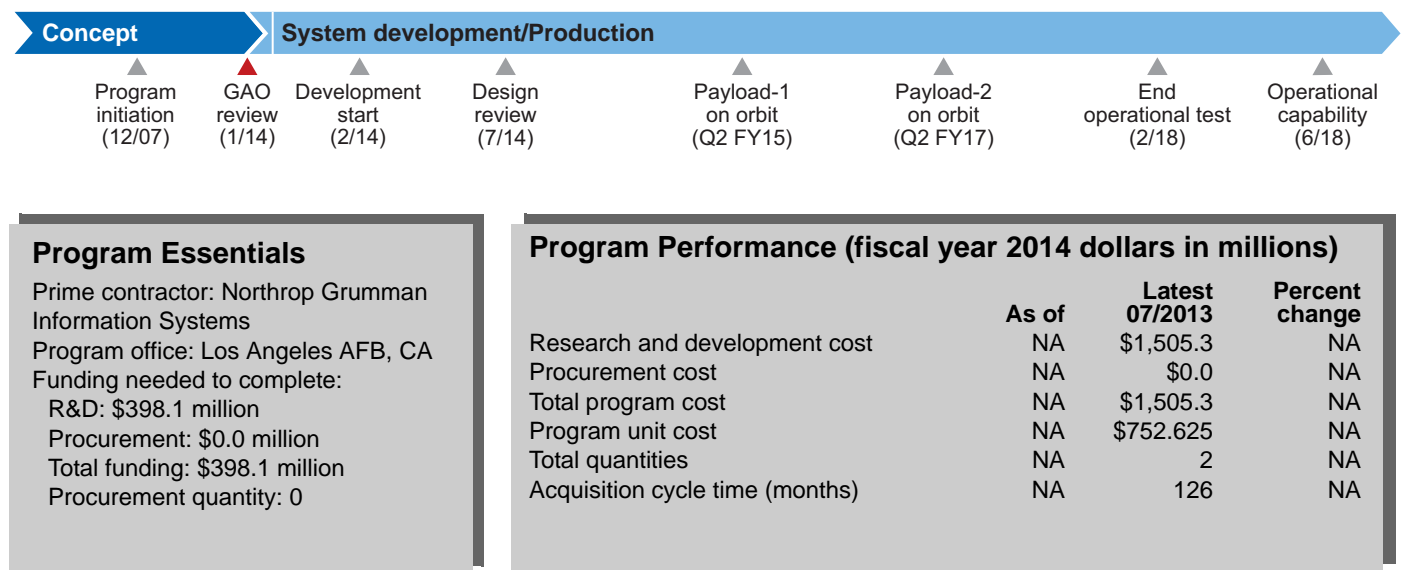 Concept
System development/Production
Program
initiation
(12/07)
GAO
review
(1/14)
Development
start
(2/14)
Design
review
(7/14)
Payload-1
on orbit
(Q2 FY15)
Payload-2
on orbit
(Q2 FY17)
End
operational test
(2/18)
Operational
capability
(6/18)
Program Essentials
Prime contractor: Northrop Grumman
Information Systems
Program office: Los Angeles AFB, CA
Funding needed to complete:
R&D: $398.1 million
Procurement: $0.0 million
Total funding: $398.1 million
Procurement quantity: 0
Program Performance (fiscal year 2014 dollars in millions)
As of Latest 07/2013 Percent change
Research and development cost NA $1,505.3 NA
Procurement cost NA $0.0 NA
Total program cost NA $1,505.3 NA
Program unit cost NA $752.625 NA
Total quantities NA 2 NA
Acquisition cycle time (months) NA 126 NA